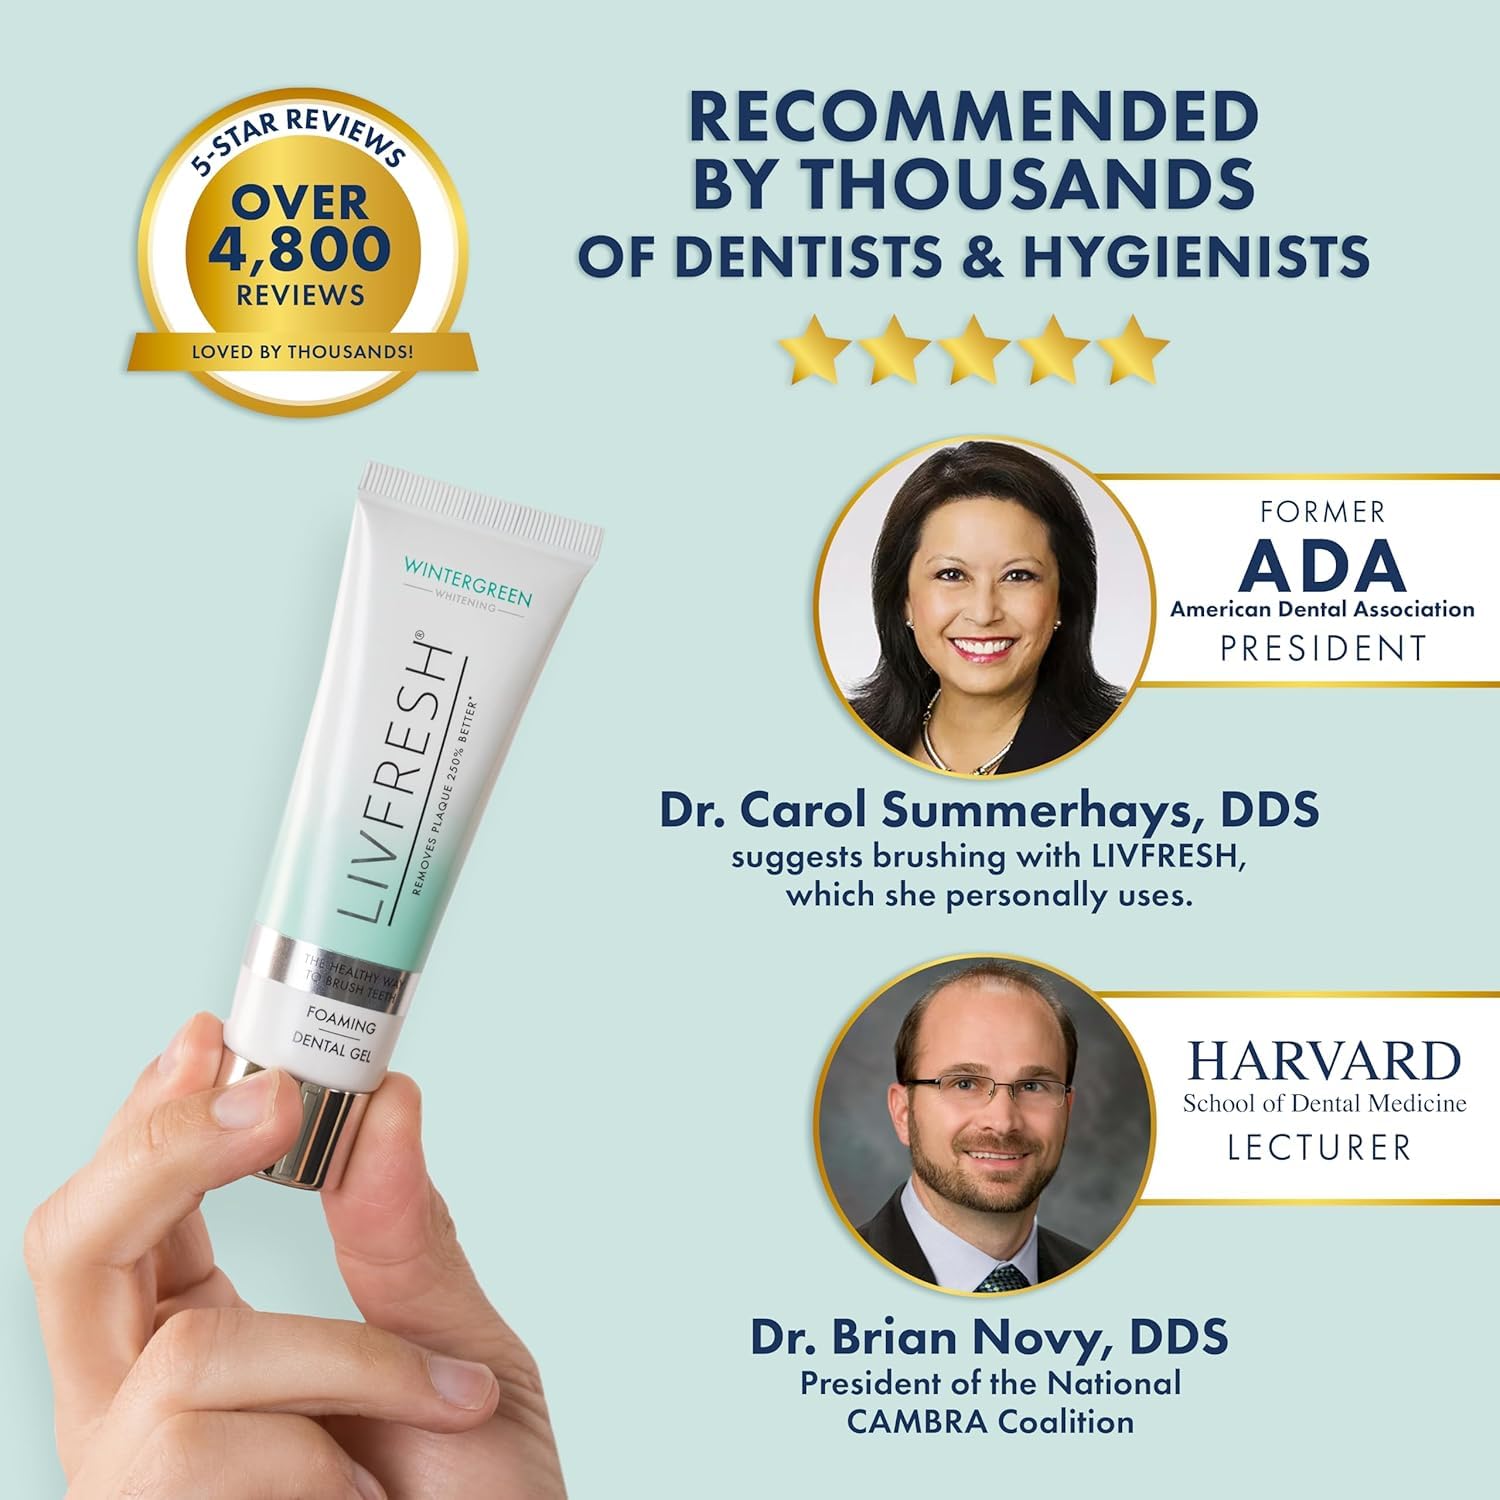 5-STAR REVIEWS
OVER
4,800
REVIEWS
LOVED BY THOUSANDS!
RECOMMENDED
BY THOUSANDS
OF DENTISTS & HYGIENISTS
WINTERGREEN
WHITENING
LIVFRESH®
REMOVES PLAQUE 250% BETTER*
THE HEALTHY WAY
TO BRUSH TEETH
FOAMING
DENTAL GEL
FORMER
ADA
American Dental Association
PRESIDENT
Dr. Carol Summerhays, DDS
suggests brushing with LIVFRESH,
which she personally uses.
HARVARD
School of Dental Medicine
LECTURER
Dr. Brian Novy, DDS
President of the National
CAMBRA Coalition